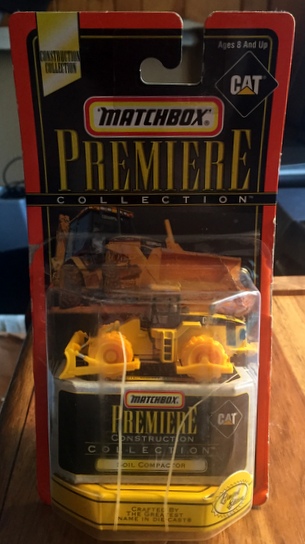 CONSTRUCTION
COLLECTION
Ages 8 And Up
CAT
MATCHBOX
PREMIERE
COLLECTION
MATCHBOX
PREMIERE
CONSTRUCTION
COLLECTION
CAT
SOIL COMPACTOR
CRAFTED BY
THE GREATEST
NAME IN DIE CASTS